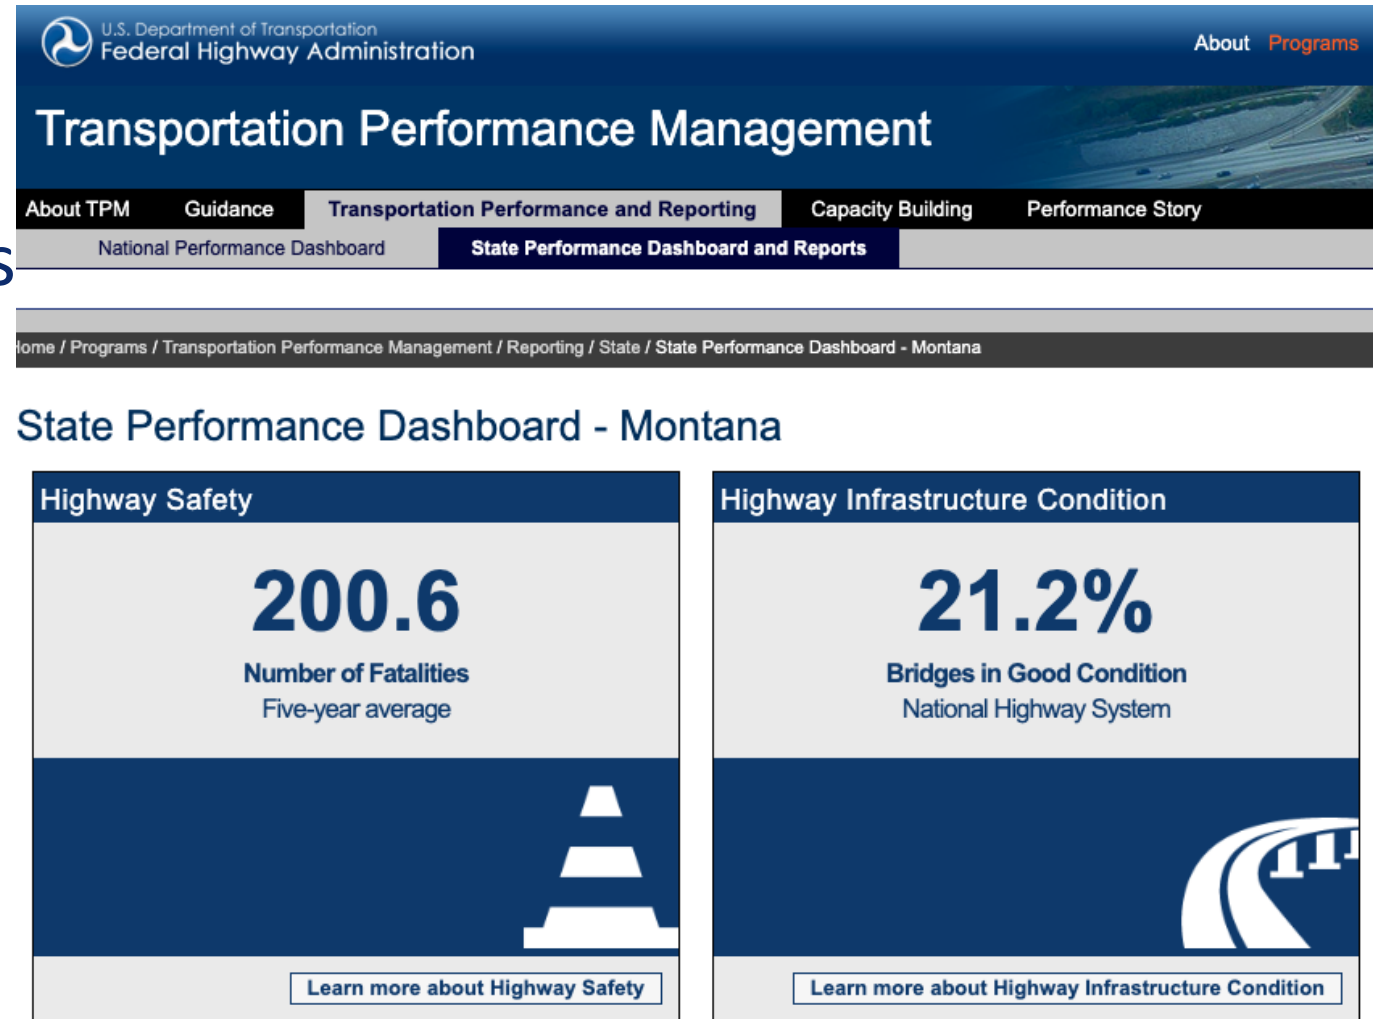 U.S. Department of Transportation
Federal Highway Administration
About Programs
Transportation Performance Management
About TPM Guidance Transportation Performance and Reporting Capacity Building Performance Story
National Performance Dashboard State Performance Dashboard and Reports
s
Home / Programs / Transportation Performance Management / Reporting / State / State Performance Dashboard - Montana
State Performance Dashboard - Montana
Highway Safety
200.6
Number of Fatalities
Five-year average
Learn more about Highway Safety
Highway Infrastructure Condition
21.2%
Bridges in Good Condition
National Highway System
Learn more about Highway Infrastructure Condition